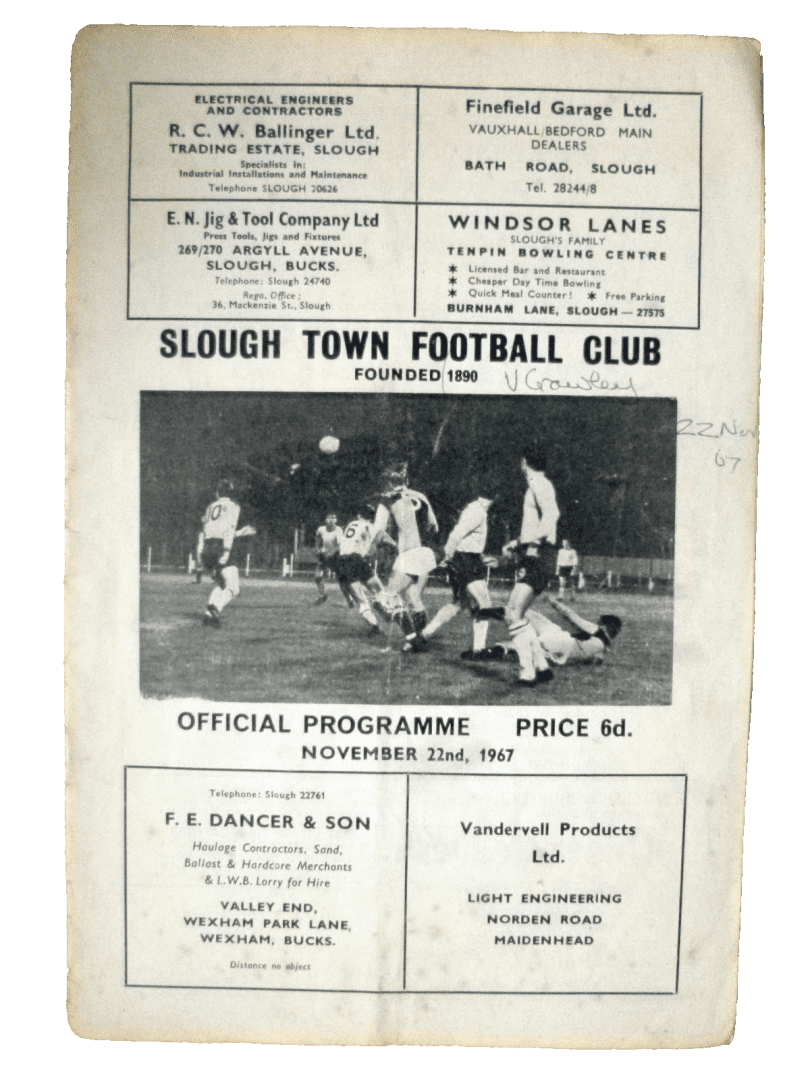 ELECTRICAL ENGINEERS
AND CONTRACTORS
R. C. W. Ballinger Ltd.
TRADING ESTATE, SLOUGH
Specialists in:
Industrial Installations and Maintenance
Telephone SLOUGH 20626
Finefield Garage Ltd.
VAUXHALL/BEDFORD MAIN
DEALERS
BATH ROAD, SLOUGH
Tel. 28244/8
E. N. Jig & Tool Company Ltd
Press Tools, Jigs and Fixtures
269/270 ARGYLL AVENUE,
SLOUGH, BUCKS.
Telephone: Slough 24740
Regd. Office:
36, Mackenzie St., Slough
WINDSOR LANES
SLOUGH'S FAMILY
TENPIN BOWLING CENTRE
* Licensed Bar and Restaurant
* Cheaper Day Time Bowling
* Quick Meal Counter! * Free Parking
BURNHAM LANE, SLOUGH — 27575
SLOUGH TOWN FOOTBALL CLUB
FOUNDED 1890
V Crawley
22 Nov
67
10
6
OFFICIAL PROGRAMME PRICE 6d.
NOVEMBER 22nd, 1967
Telephone: Slough 22761
F. E. DANCER & SON
Haulage Contractors, Sand,
Ballast & Hardcore Merchants
& L.W.B. Lorry for Hire
VALLEY END,
WEXHAM PARK LANE,
WEXHAM, BUCKS.
Distance no object
Vandervell Products
Ltd.
LIGHT ENGINEERING
NORDEN ROAD
MAIDENHEAD